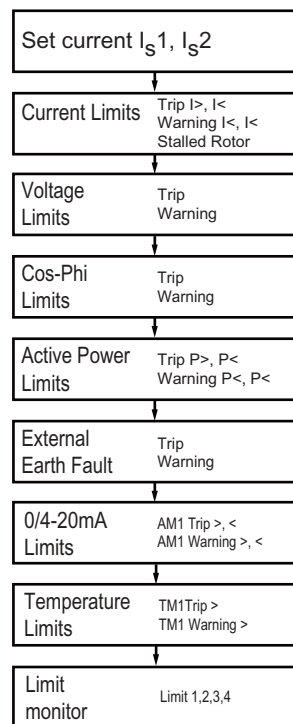 Set current Is1, Is2
Current Limits
Trip I>, I<
Warning I<, I<
Stalled Rotor
Voltage
Limits
Trip
Warning
Cos-Phi
Limits
Trip
Warning
Active Power
Limits
Trip P>, P<
Warning P<, P<
External
Earth Fault
Trip
Warning
0/4-20mA
Limits
AM1 Trip >, <
AM1 Warning >, <
Temperature
Limits
TM1Trip >
TM1 Warning >
Limit
monitor
Limit 1,2,3,4